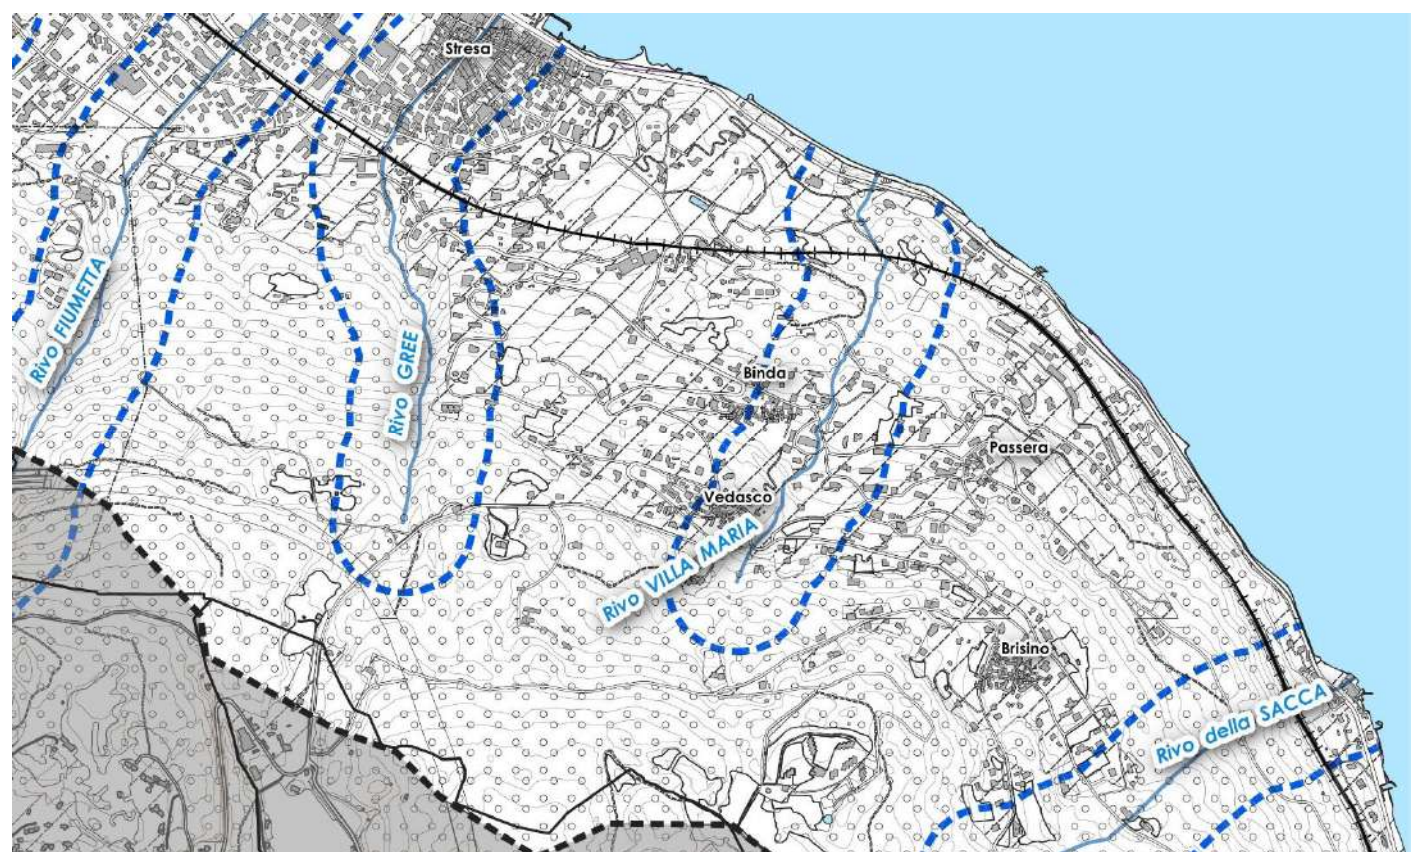 Stresa
Rivo FIUMETTA
Rivo GREE
Binda
Passera
Vedasco
Rivo VILLA MARIA
Brisino
Rivo della SACCA